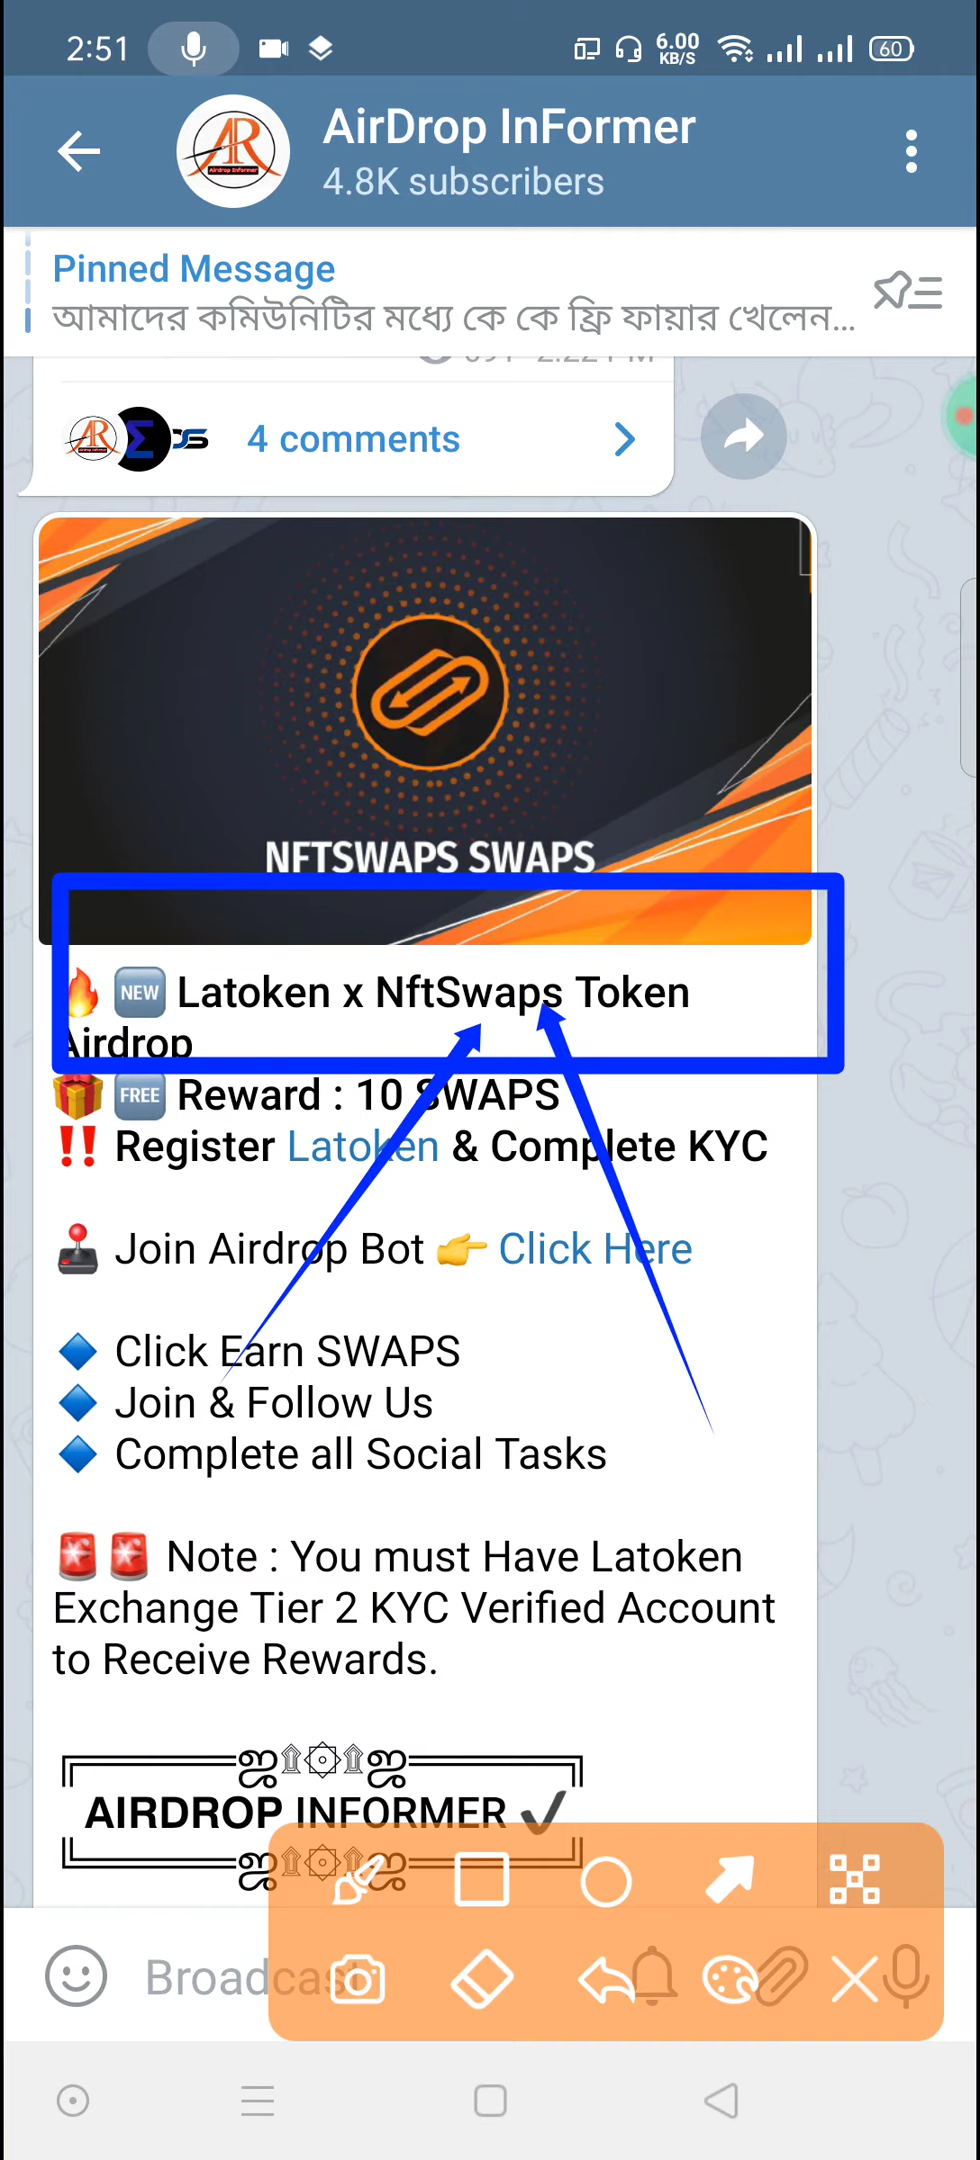 2:51
6.00
KB/S
60
AirDrop InFormer
4.8K subscribers
Pinned Message
আমাদের কমিউনিটির মধ্যে কে কে ফ্রি ফায়ার খেলেন...
4 comments
NFTSWAPS SWAPS
🔥 🆕 Latoken x NftSwaps Token
Airdrop
🎁 🆓 Reward : 10 SWAPS
‼️ Register Latoken & Complete KYC
🕹 Join Airdrop Bot 👉 Click Here
🔷 Click Earn SWAPS
🔷 Join & Follow Us
🔷 Complete all Social Tasks
🚨🚨 Note : You must Have Latoken
Exchange Tier 2 KYC Verified Account
to Receive Rewards.
╔═══ஜ۩۞۩ஜ═══╗
AIRDROP INFORMER ✔
╚═══ஜ۩۞۩ஜ═══╝
Broadcast